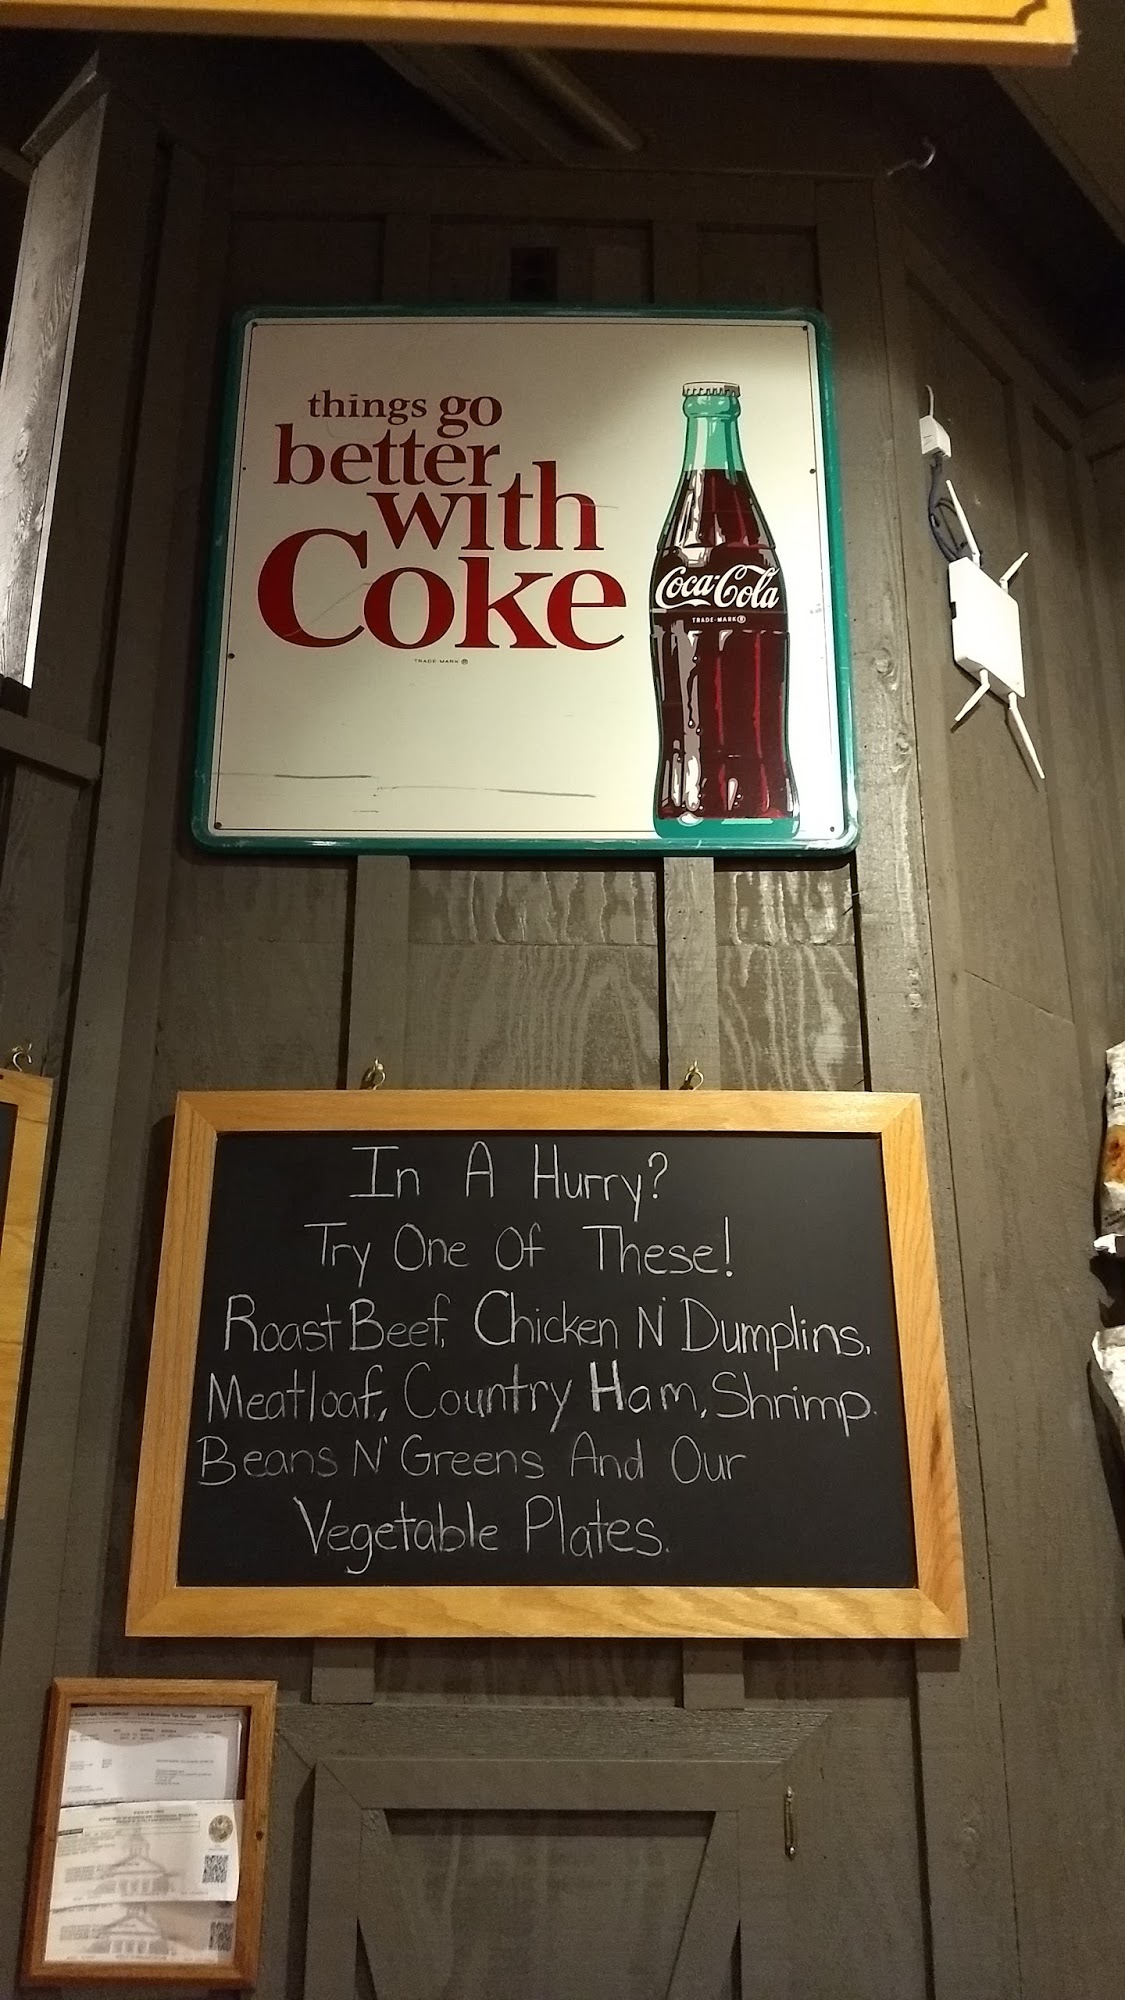 things go
better
with
Coke
TRADE-MARK ®
Coca-Cola
TRADE-MARK ®
In A Hurry?
Try One Of These!
Roast Beef, Chicken N' Dumplins,
Meatloaf, Country Ham, Shrimp.
Beans N' Greens And Our
Vegetable Plates.